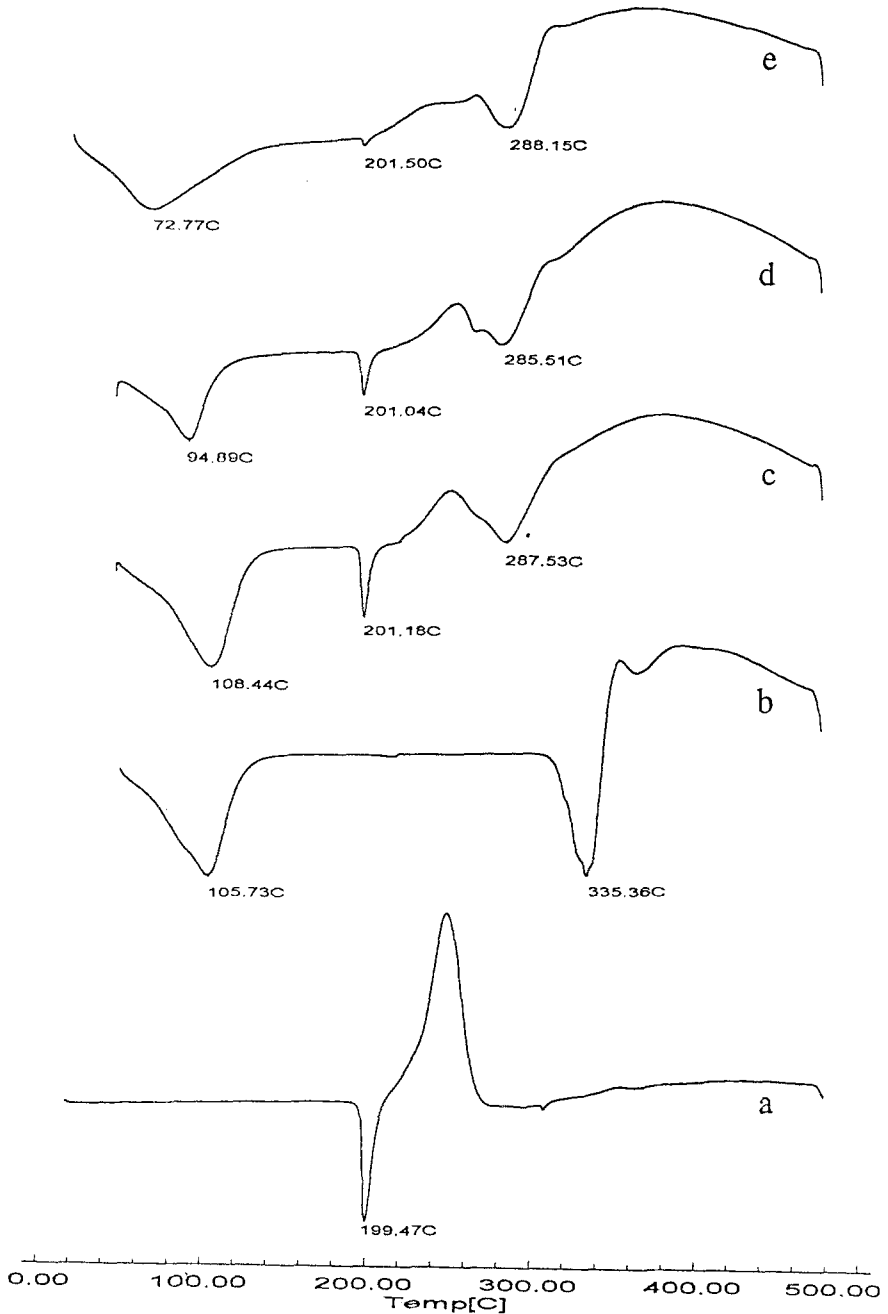 e
201.50C
288.15C
72.77C
d
285.51C
201.04C
94.89C
c
287.53C
201.18C
108.44C
b
105.73C
335.36C
a
199.47C
0.00 100.00 200.00 300.00 400.00 500.00
Temp[C]